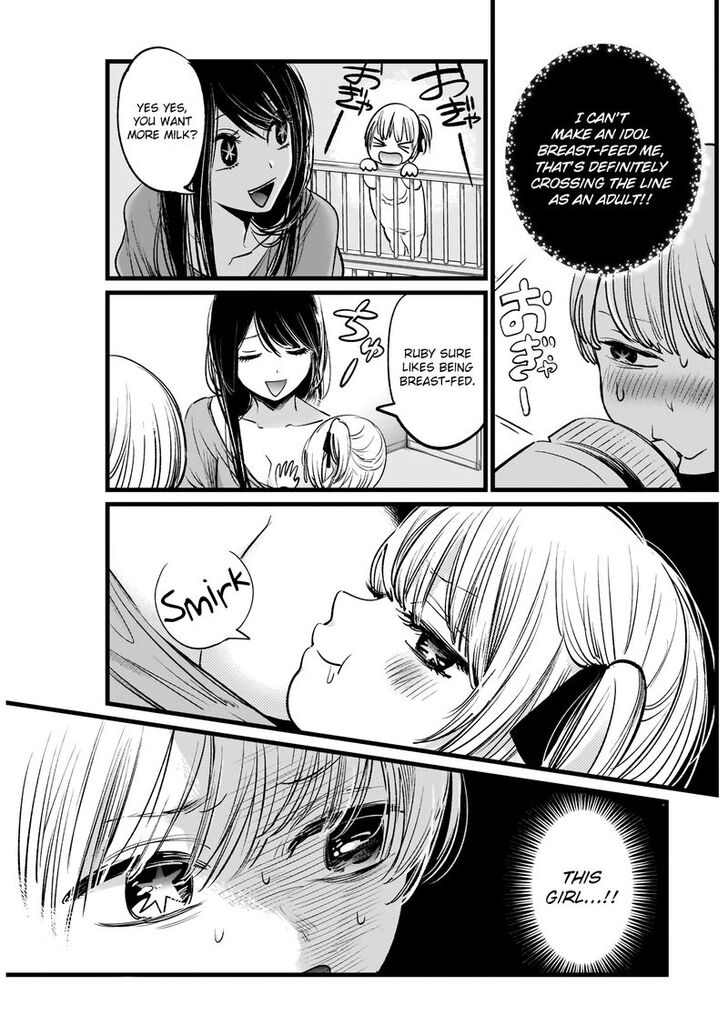 I CAN'T
MAKE AN IDOL
BREAST-FEED ME,
THAT'S DEFINITELY
CROSSING THE LINE
AS AN ADULT!!
おぎゃー
おぎゃ
おぎゃ
YES YES,
YOU WANT
MORE MILK?
RUBY SURE
LIKES BEING
BREAST-FED.
ちゅー
Smirk
THIS
GIRL...!!